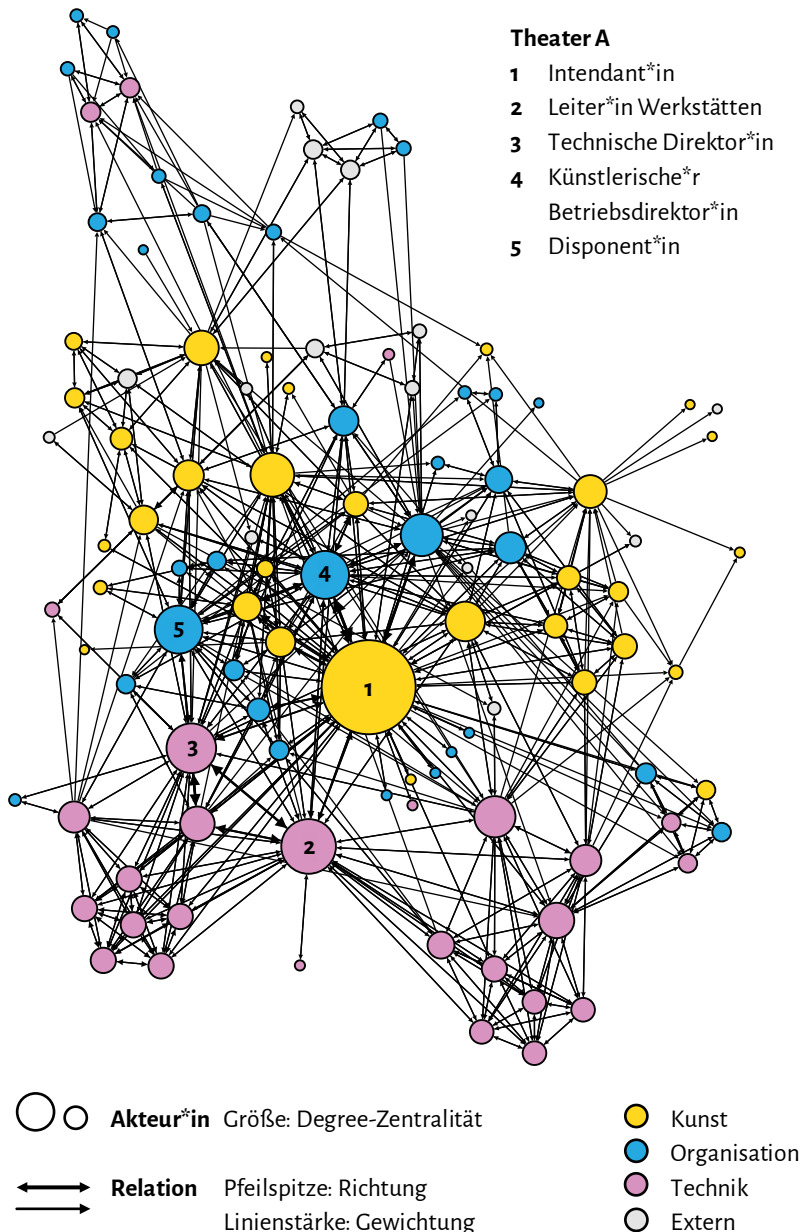 Theater A
1 Intendant*in
2 Leiter*in Werkstätten
3 Technische Direktor*in
4 Künstlerische*r
Betriebsdirektor*in
5 Disponent*in
4
5
1
3
2
Akteur*in Größe: Degree-Zentralität
Relation Pfeilspitze: Richtung
Linienstärke: Gewichtung
Kunst
Organisation
Technik
Extern